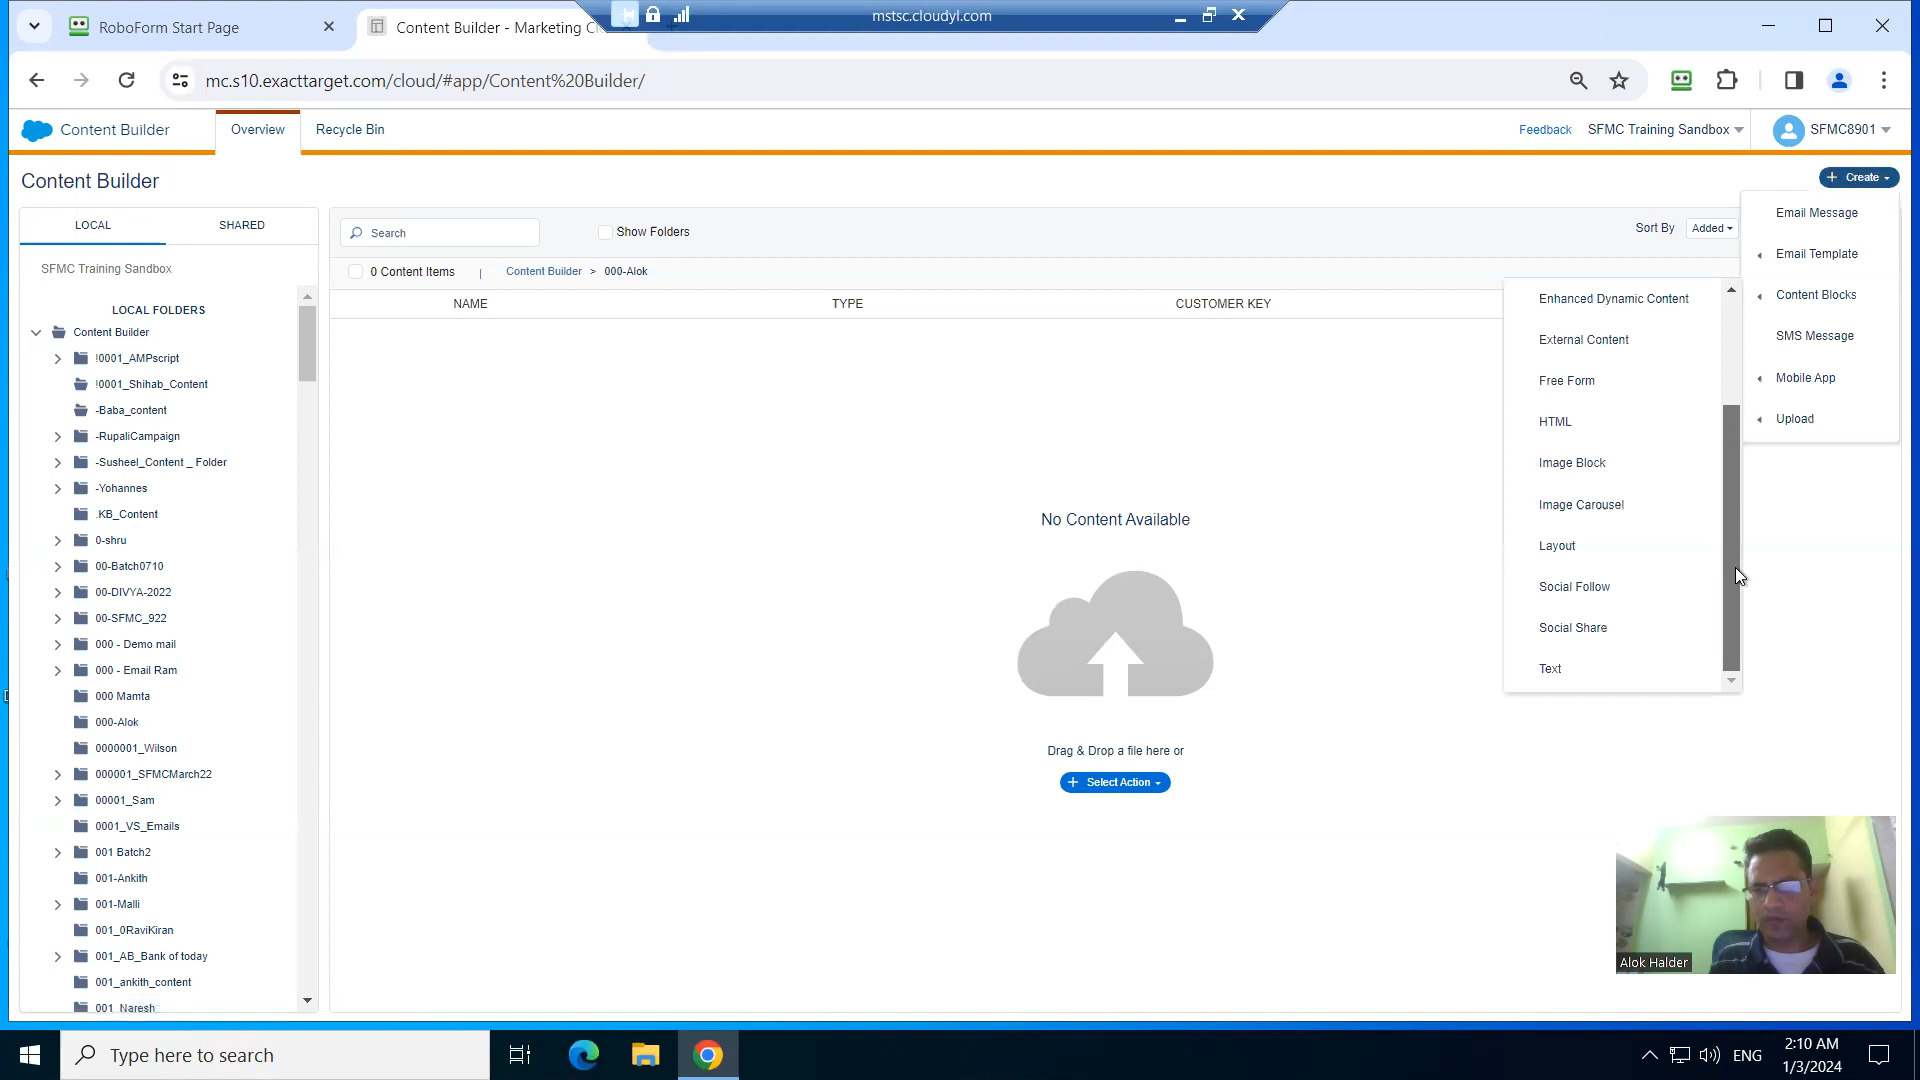 mstsc.cloudyl.com
RoboForm Start Page
Content Builder - Marketing Cl
mc.s10.exacttarget.com/cloud/#app/Content%20Builder/
Content Builder
Overview
Recycle Bin
Feedback
SFMC Training Sandbox
SFMC8901
Content Builder
Create
LOCAL
SHARED
Search
Show Folders
Sort By
Added
Email Message
Email Template
Content Blocks
SMS Message
Mobile App
Upload
SFMC Training Sandbox
0 Content Items | Content Builder > 000-Alok
NAME
TYPE
CUSTOMER KEY
Enhanced Dynamic Content
External Content
Free Form
HTML
Image Block
Image Carousel
Layout
Social Follow
Social Share
Text
LOCAL FOLDERS
Content Builder
!0001_AMPscript
!0001_Shihab_Content
-Baba_content
-RupaliCampaign
-Susheel_Content _ Folder
-Yohannes
.KB_Content
0-shru
00-Batch0710
00-DIVYA-2022
00-SFMC_922
000 - Demo mail
000 - Email Ram
000 Mamta
000-Alok
0000001_Wilson
000001_SFMCMarch22
00001_Sam
0001_VS_Emails
001 Batch2
001-Ankith
001-Malli
001_0RaviKiran
001_AB_Bank of today
001_ankith_content
001_Naresh
No Content Available
Drag & Drop a file here or
Select Action
Alok Halder
Type here to search
ENG
2:10 AM
1/3/2024